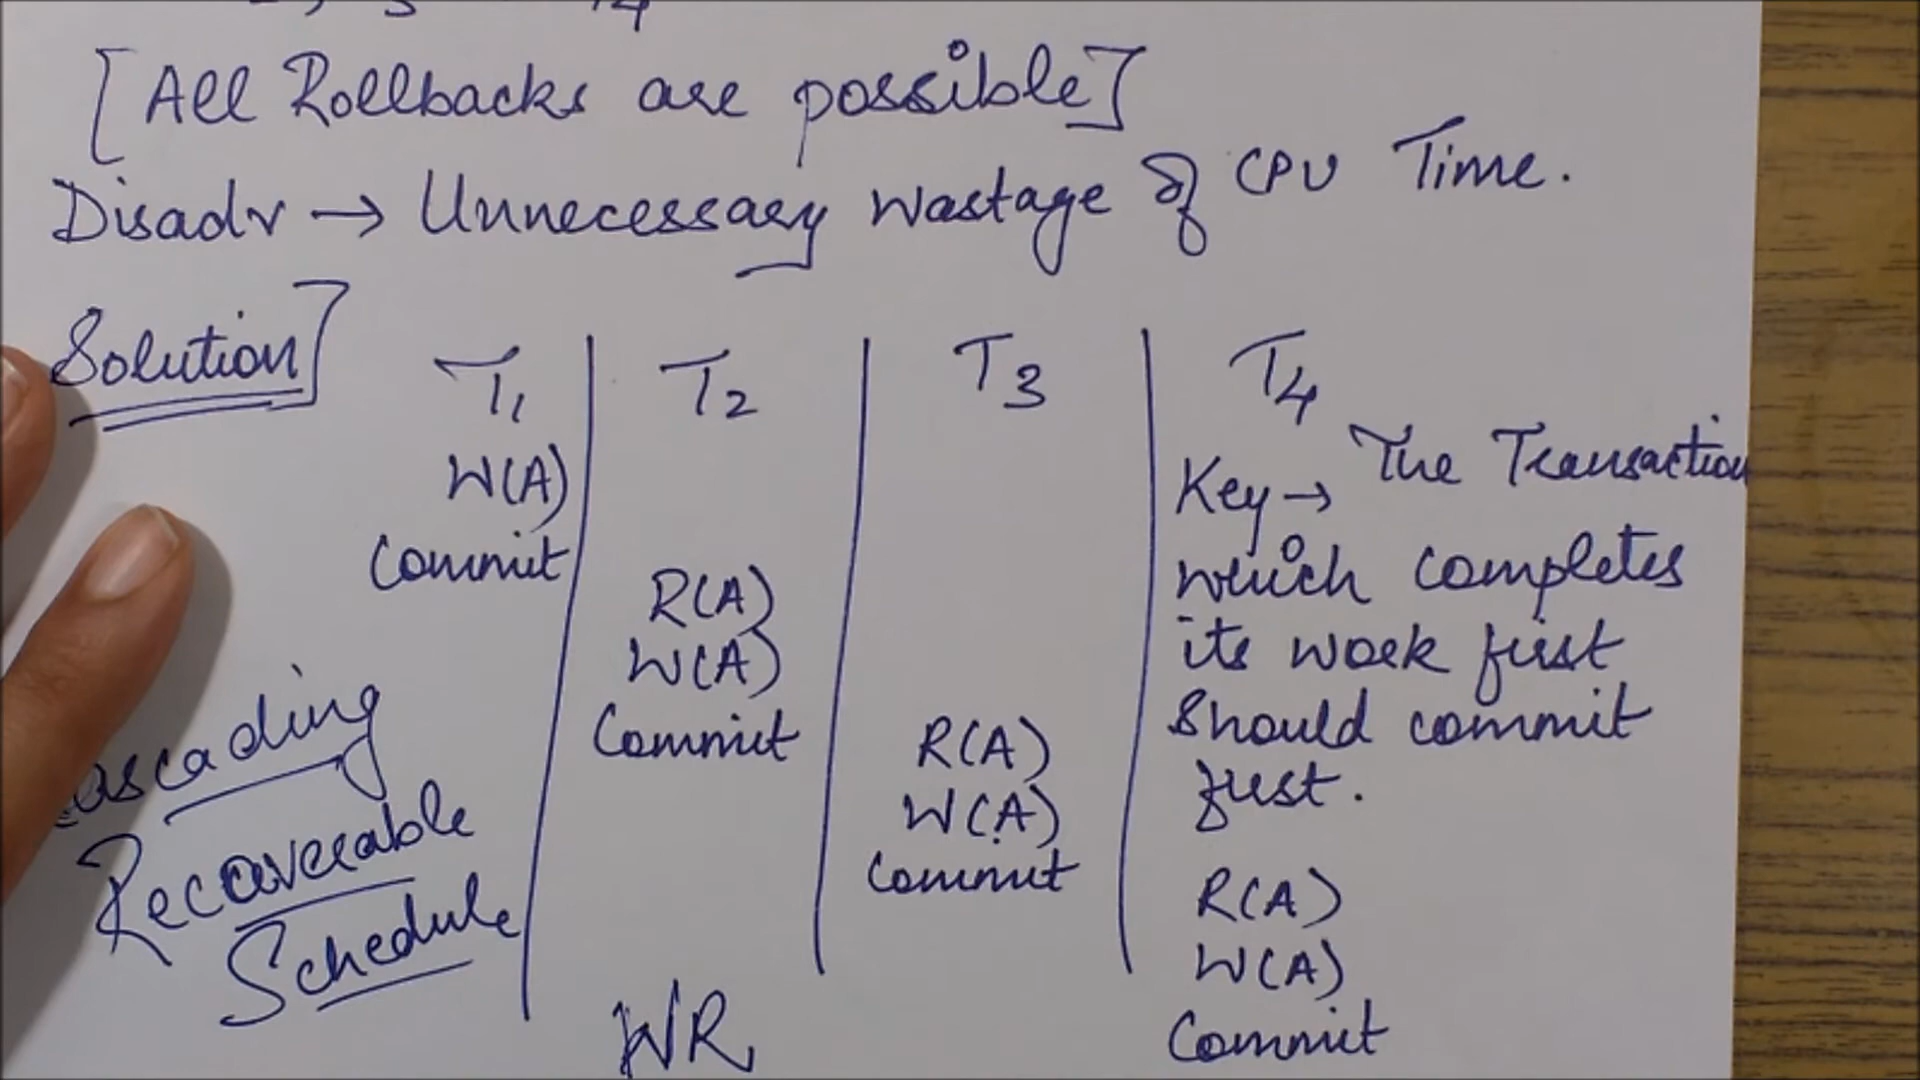 [All Rollbacks are possible]
Disadv → Unnecessary wastage of CPU Time.
Solution]
T1 T2 T3 T4
W(A)
Commit
R(A)
W(A)
Commit
R(A)
W(A)
Commit
Key → The Transaction
which completes
its work first
should commit
first.
R(A)
W(A)
Commit
Cascading
Recoverable
Schedule
WR